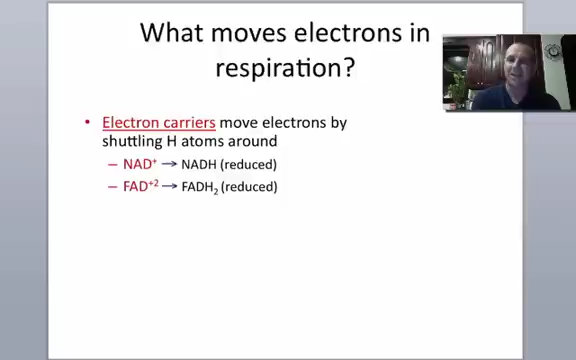 What moves electrons in
respiration?
• Electron carriers move electrons by
shuttling H atoms around
– NAD⁺ → NADH (reduced)
– FAD⁺² → FADH₂ (reduced)